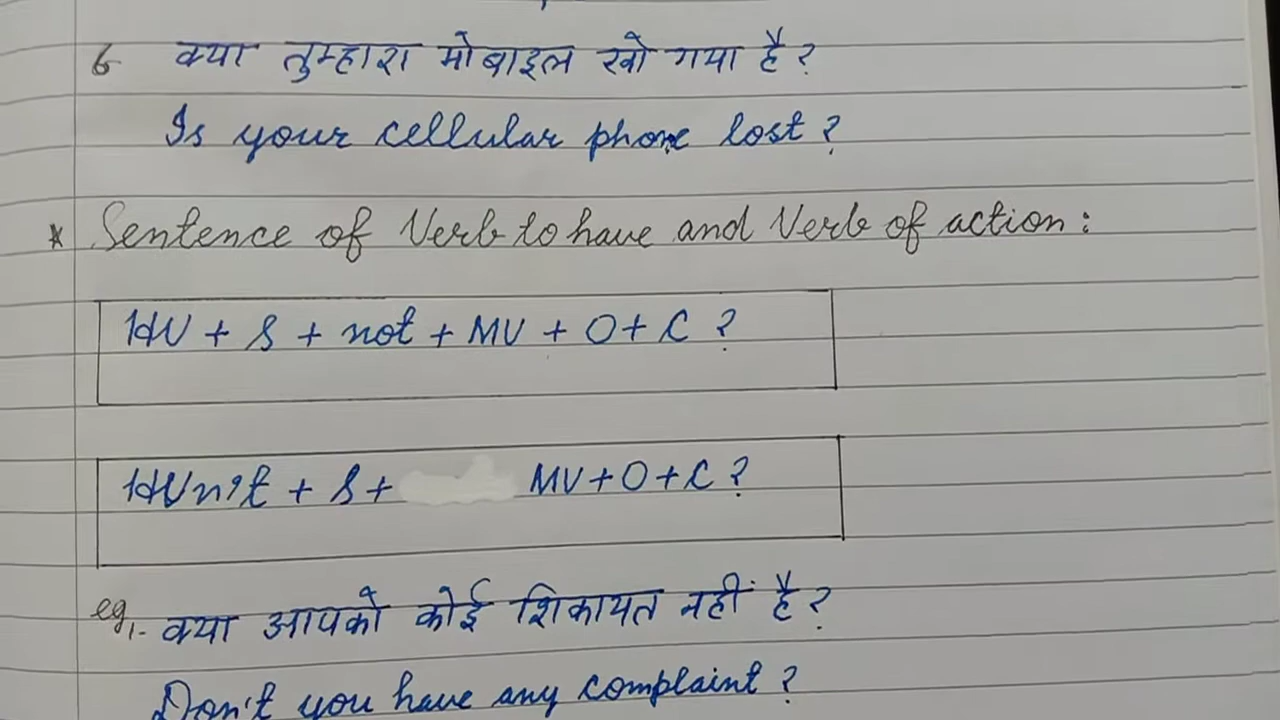 6 क्या तुम्हारा मोबाइल खो गया है?
Is your cellular phone lost?
* Sentence of Verb to have and Verb of action:
HV + S + not + MV + O + C ?
HVn't + S + MV + O + C ?
eg,1- क्या आपको कोई शिकायत नहीं है?
Don't you have any complaint?